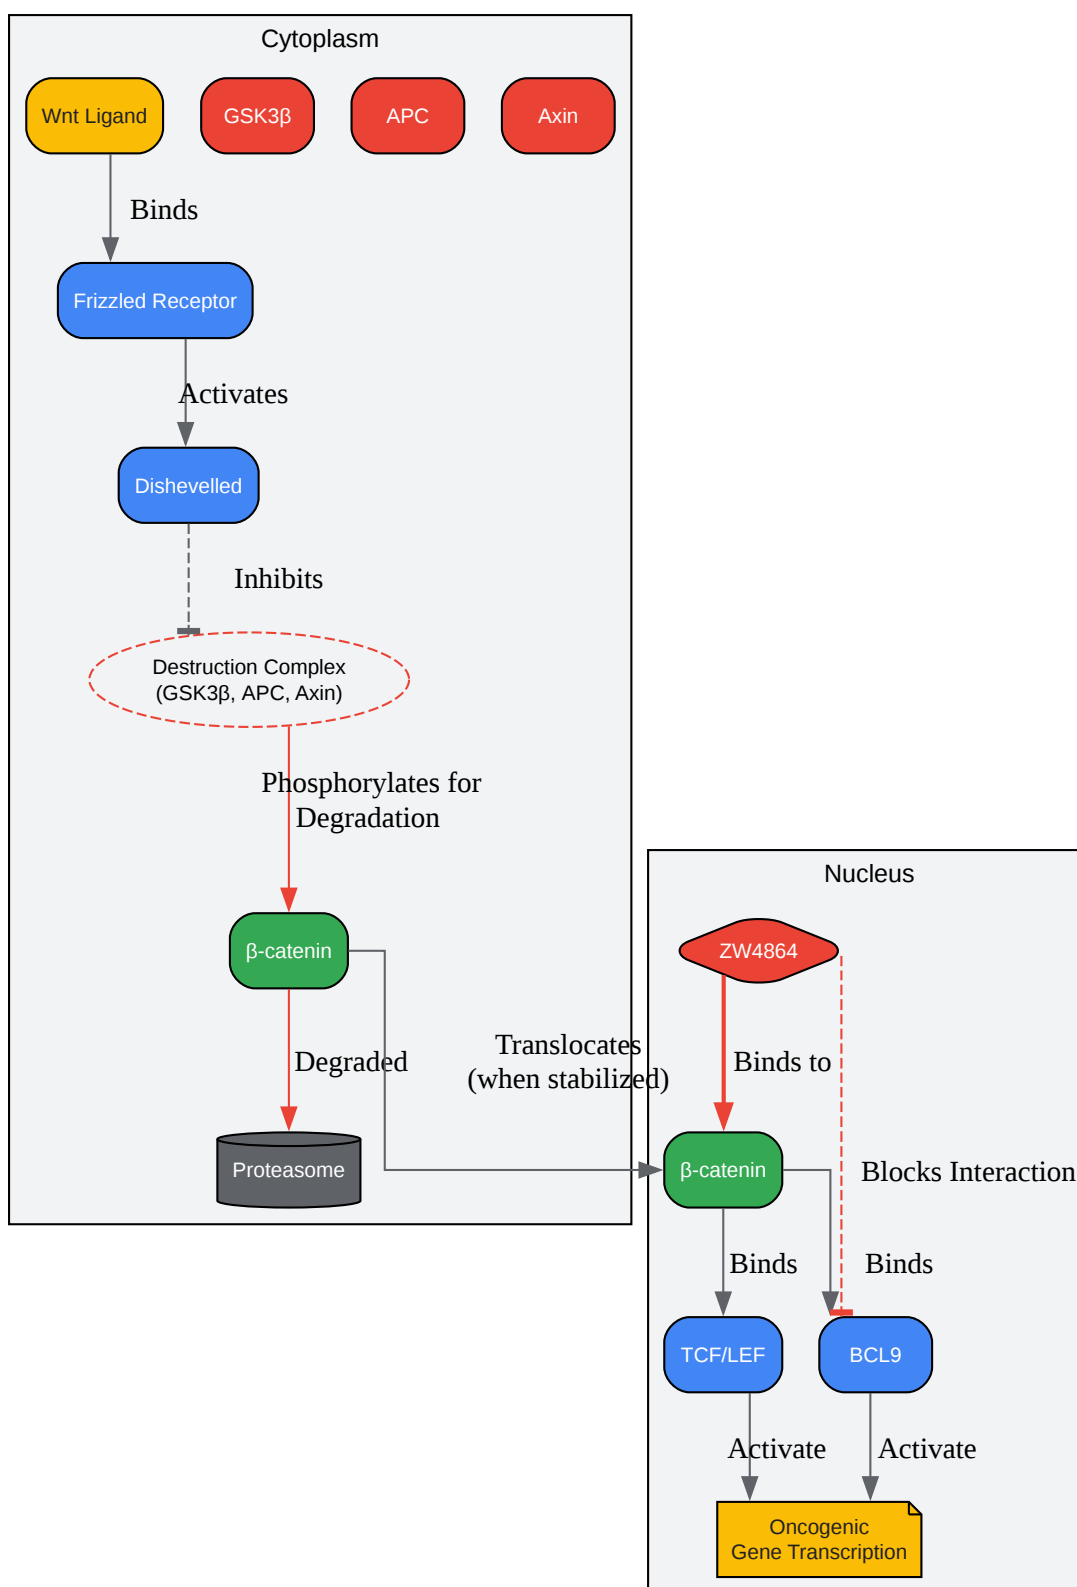 Cytoplasm
Wnt Ligand
GSK3β
APC
Axin
Binds
Frizzled Receptor
Activates
Dishevelled
Inhibits
Destruction Complex
(GSK3β, APC, Axin)
Phosphorylates for
Degradation
Nucleus
β-catenin
ZW4864
Degraded
Translocates
(when stabilized)
Binds to
Proteasome
β-catenin
Blocks Interaction
Binds
Binds
TCF/LEF
BCL9
Activate
Activate
Oncogenic
Gene Transcription